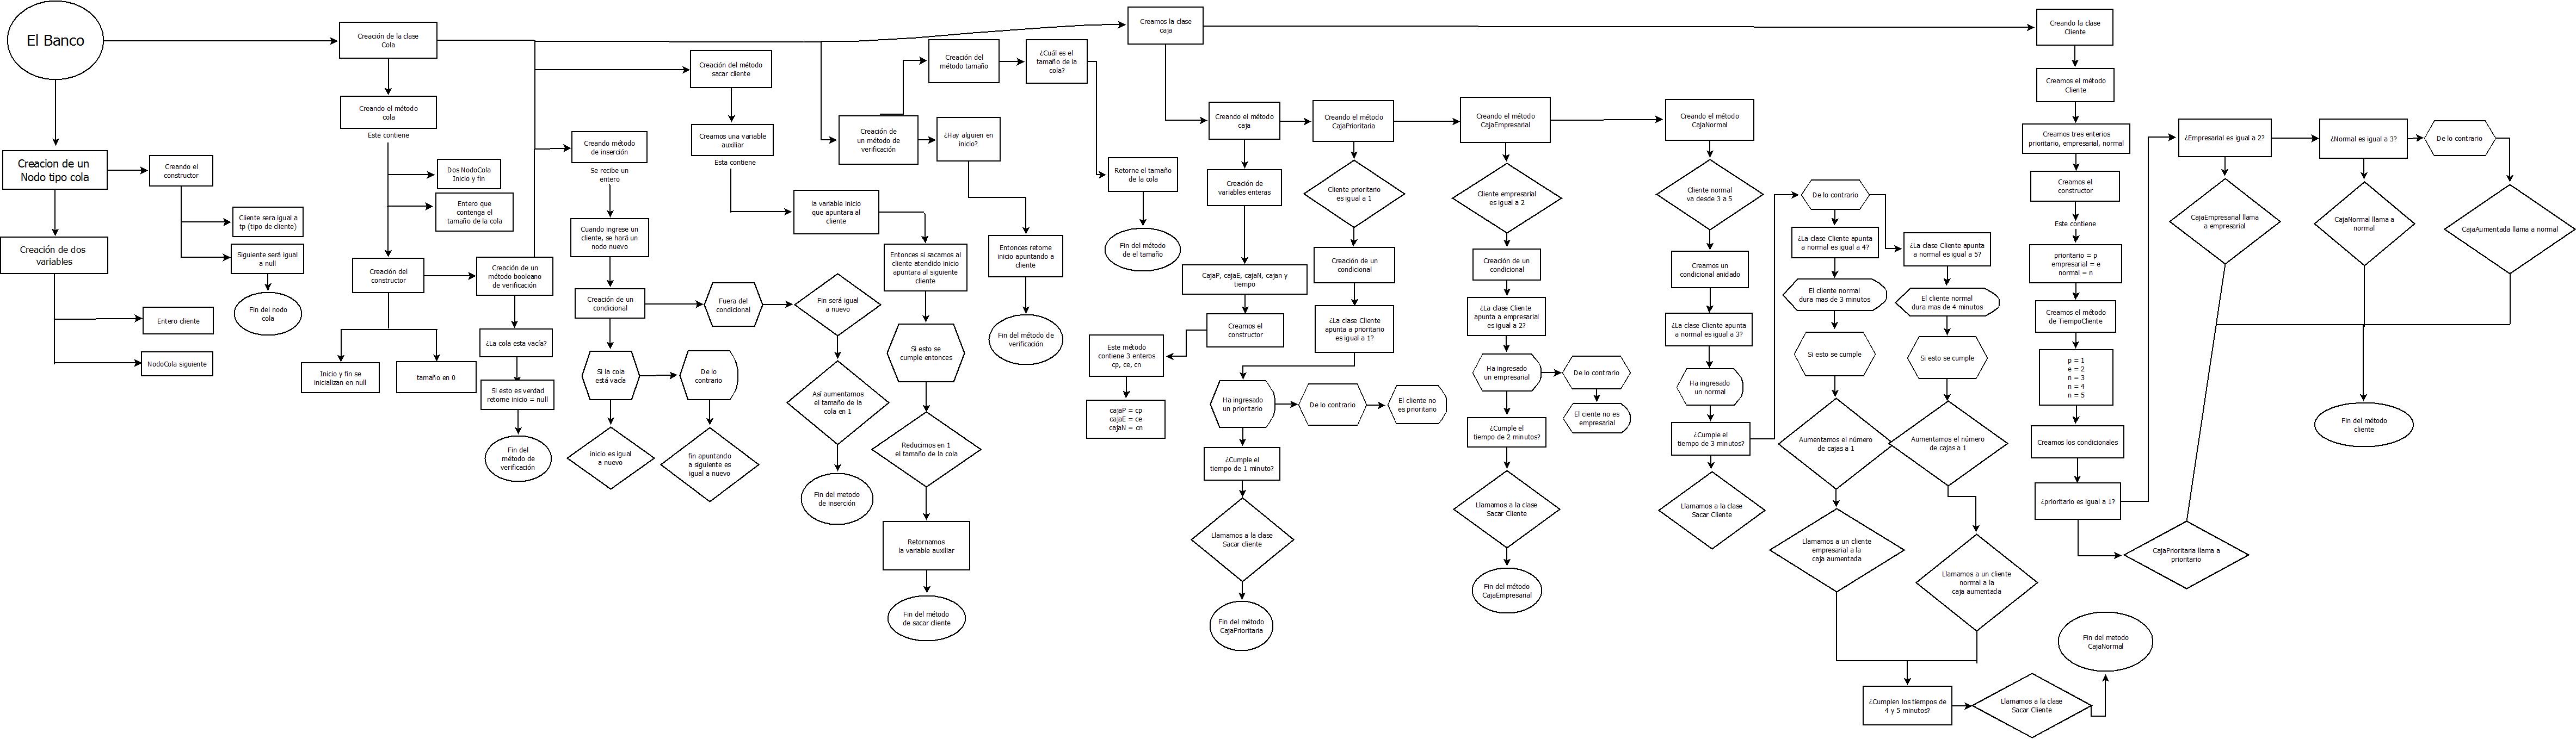 El Banco
Creacion de un
Nodo tipo cola
Creando el
constructor
Cliente sera igual a
tp (tipo de cliente)
Siguiente será igual
a null
Fin del nodo
cola
Creación de dos
variables
Entero cliente
NodoCola siguiente
Creación de la clase
Cola
Creando el método
cola
Este contiene
Dos NodoCola
Inicio y fin
Entero que
contenga el
tamaño de la cola
Creación del
constructor
Inicio y fin se
inicializan en null
tamaño en 0
Creación de un
método booleano
de verificación
¿La cola esta vacía?
Si esto es verdad
retorne inicio = null
Fin del
método de
verificación
Creando método
de inserción
Se recibe un
entero
Cuando ingrese un
cliente, se hará un
nodo nuevo
Creación de un
condicional
Si la cola
está vacía
De lo
contrario
inicio es igual
a nuevo
fin apuntando
a siguiente es
igual a nuevo
Fuera del
condicional
Fin será igual
a nuevo
Así aumentamos
el tamaño de la
cola en 1
Fin del metodo
de inserción
Creación del método
sacar cliente
Creamos una variable
auxiliar
Esta contiene
la variable inicio
que apuntara al
cliente
Entonces si sacamos al
cliente atendido inicio
apuntara al siguiente
cliente
Si esto se
cumple entonces
Reducimos en 1
el tamaño de la cola
Retornamos
la variable auxiliar
Fin del método
de sacar cliente
Creación de
un método de
verificación
¿Hay alguien en
inicio?
Entonces retorne
inicio apuntando a
cliente
Fin del método de
verificación
Creación del
método tamaño
¿Cuál es el
tamaño de la
cola?
Retorne el tamaño
de la cola
Fin del método
de el tamaño
Creamos la clase
caja
Creando el método
caja
Creación de
variables enteras
CajaP, cajaE, cajaN, cajan y
tiempo
Creamos el
constructor
Este método
contiene 3 enteros
cp, ce, cn
cajaP = cp
cajaE = ce
cajaN = cn
Creando el método
CajaPrioritaria
Cliente prioritario
es igual a 1
Creación de un
condicional
¿La clase Cliente
apunta a prioritario
es igual a 1?
Ha ingresado
un prioritario
De lo contrario
El cliente no
es prioritario
¿Cumple el
tiempo de 1 minuto?
Llamamos a la clase
Sacar cliente
Fin del método
CajaPrioritaria
Creando el método
CajaEmpresarial
Cliente empresarial
es igual a 2
Creación de un
condicional
¿La clase Cliente
apunta a empresarial
es igual a 2?
Ha ingresado
un empresarial
De lo contrario
El ciente no es
empresarial
¿Cumple el
tiempo de 2 minutos?
Llamamos a la clase
Sacar Cliente
Fin del método
CajaEmpresarial
Creando el método
CajaNormal
Cliente normal
va desde 3 a 5
Creamos un
condicional anidado
¿La clase Cliente apunta
a normal es igual a 3?
Ha ingresado
un normal
¿Cumple el
tiempo de 3 minutos?
Llamamos a la clase
Sacar Cliente
De lo contrario
¿La clase Cliente apunta
a normal es igual a 4?
El cliente normal
dura mas de 3 minutos
Si esto se cumple
Aumentamos el número
de cajas a 1
Llamamos a un cliente
empresarial a la
caja aumentada
¿La clase Cliente apunta
a normal es igual a 5?
El cliente normal
dura mas de 4 minutos
Si esto se cumple
Aumentamos el número
de cajas a 1
Llamamos a un cliente
normal a la
caja aumentada
¿Cumplen los tiempos de
4 y 5 minutos?
Llamamos a la clase
Sacar Cliente
Fin del metodo
CajaNormal
Creando la clase
Cliente
Creamos el método
Cliente
Creamos tres enterios
prioritario, empresarial, normal
Creamos el
constructor
Este contiene
prioritario = p
empresarial = e
normal = n
Creamos el método
de TiempoCliente
p = 1
e = 2
n = 3
n = 4
n = 5
Creamos los condicionales
¿prioritario es igual a 1?
CajaPrioritaria llama a
prioritario
¿Empresarial es igual a 2?
CajaEmpresarial llama
a empresarial
¿Normal es igual a 3?
CajaNormal llama a
normal
De lo contrario
CajaAumentada llama a normal
Fin del método
cliente